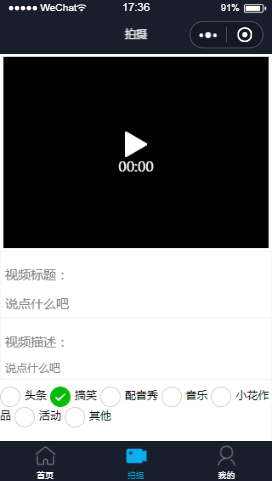 WeChat 17:36 91%
拍摄
00:00
视频标题：
说点什么吧
视频描述：
说点什么吧
头条 搞笑 配音秀 音乐 小花作
品 活动 其他
首页 拍摄 我的